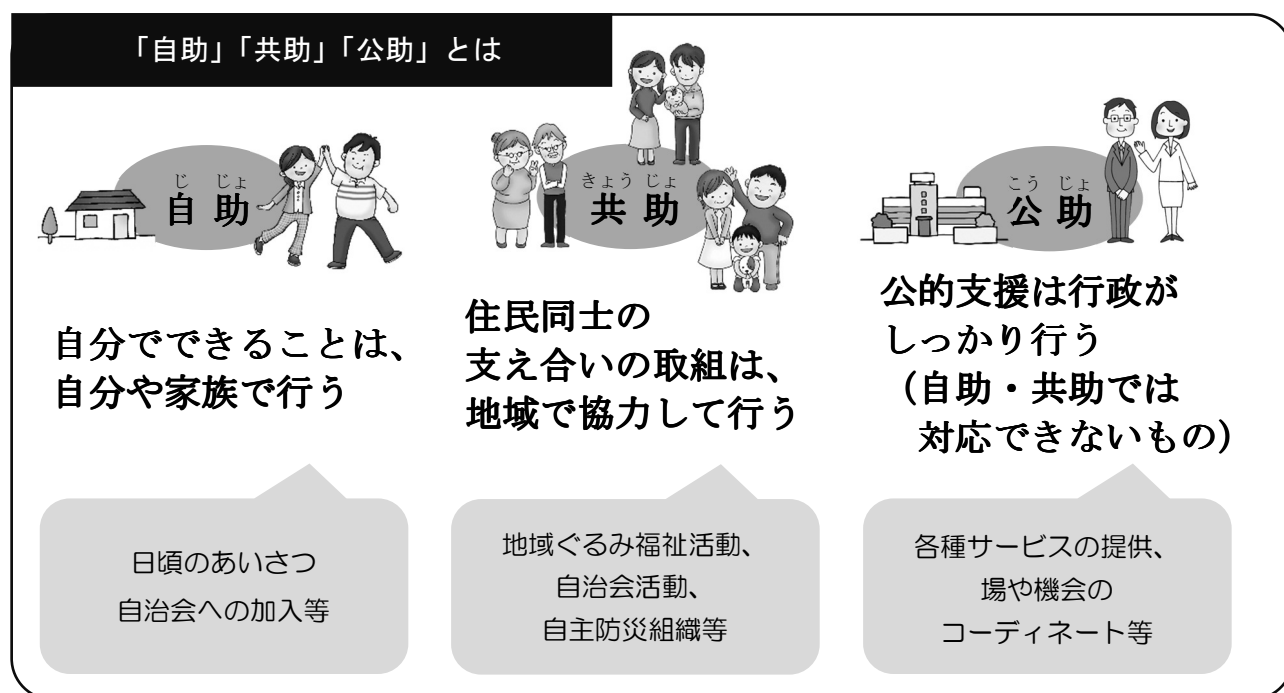 「自助」「共助」「公助」とは
じ じょ
自助
自分でできることは、
自分や家族で行う
日頃のあいさつ
自治会への加入等
きょう じょ
共助
住民同士の
支え合いの取組は、
地域で協力して行う
地域ぐるみ福祉活動、
自治会活動、
自主防災組織等
こう じょ
公助
公的支援は行政が
しっかり行う
（自助・共助では
対応できないもの）
各種サービスの提供、
場や機会の
コーディネート等